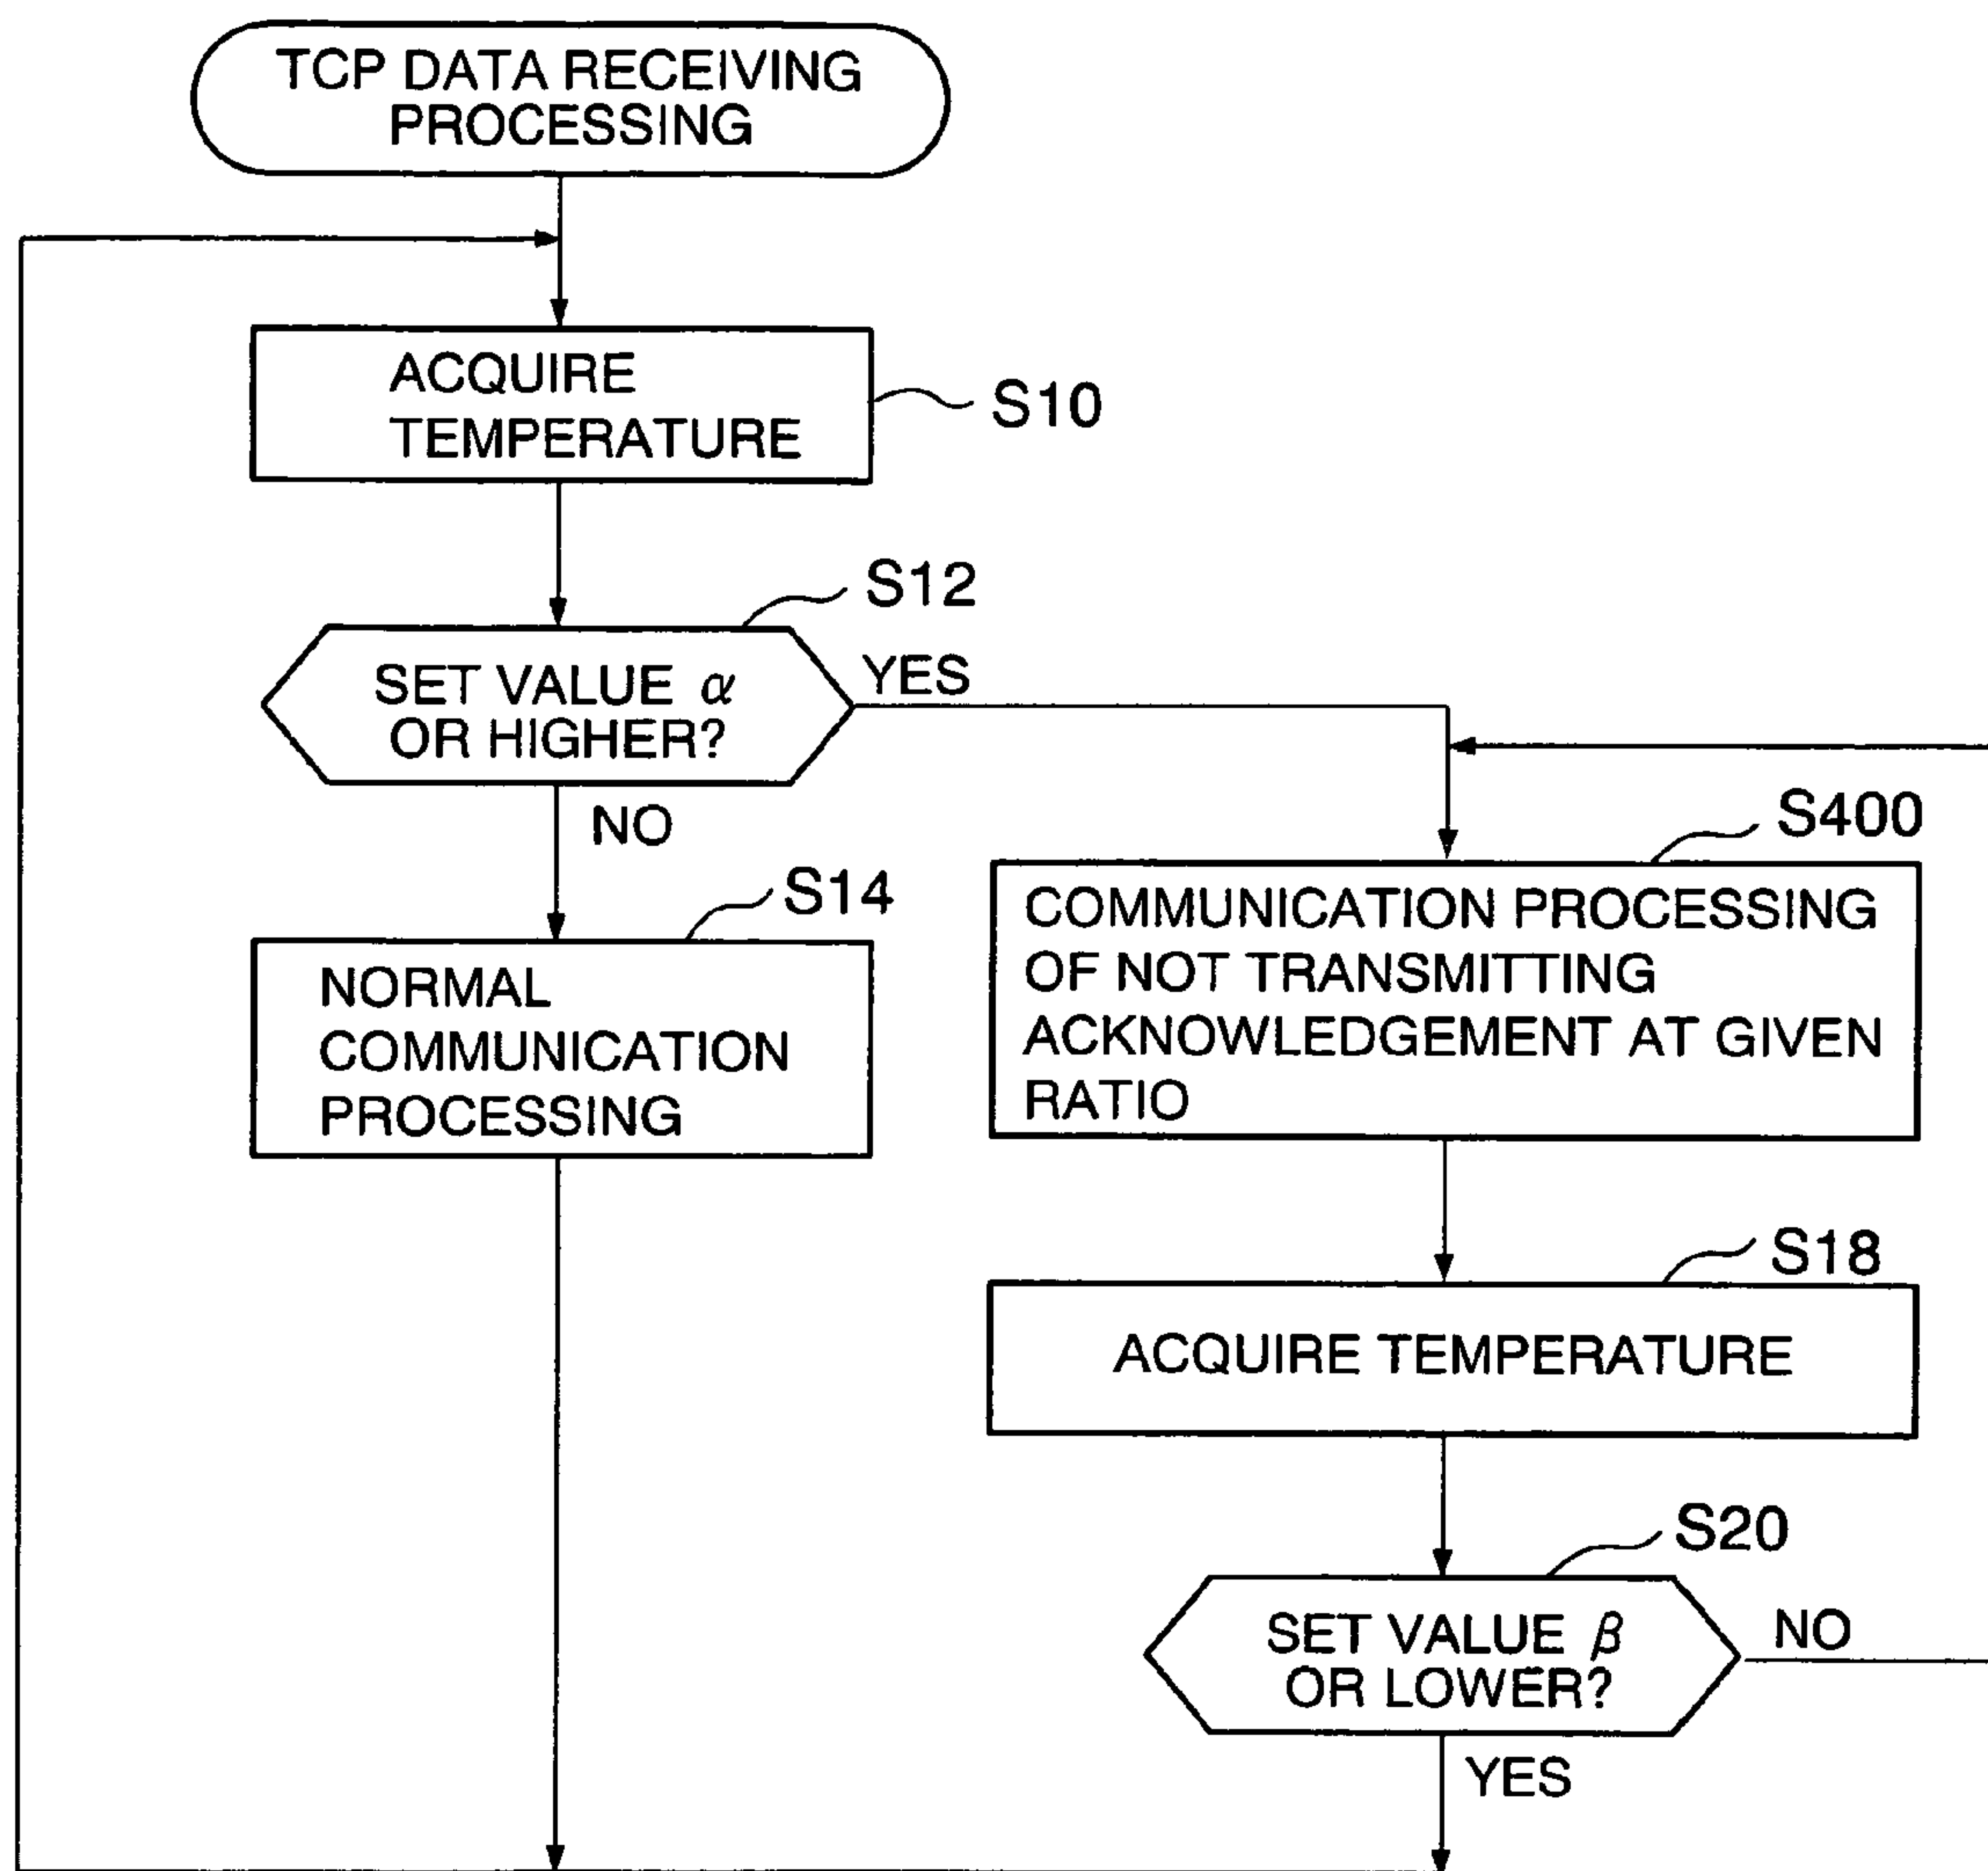 TCP DATA RECEIVING
PROCESSING
ACQUIRE
TEMPERATURE
S10
S12
SET VALUE α
OR HIGHER?
YES
NO
S14
NORMAL
COMMUNICATION
PROCESSING
S400
COMMUNICATION PROCESSING
OF NOT TRANSMITTING
ACKNOWLEDGEMENT AT GIVEN
RATIO
S18
ACQUIRE TEMPERATURE
S20
SET VALUE β
OR LOWER?
NO
YES